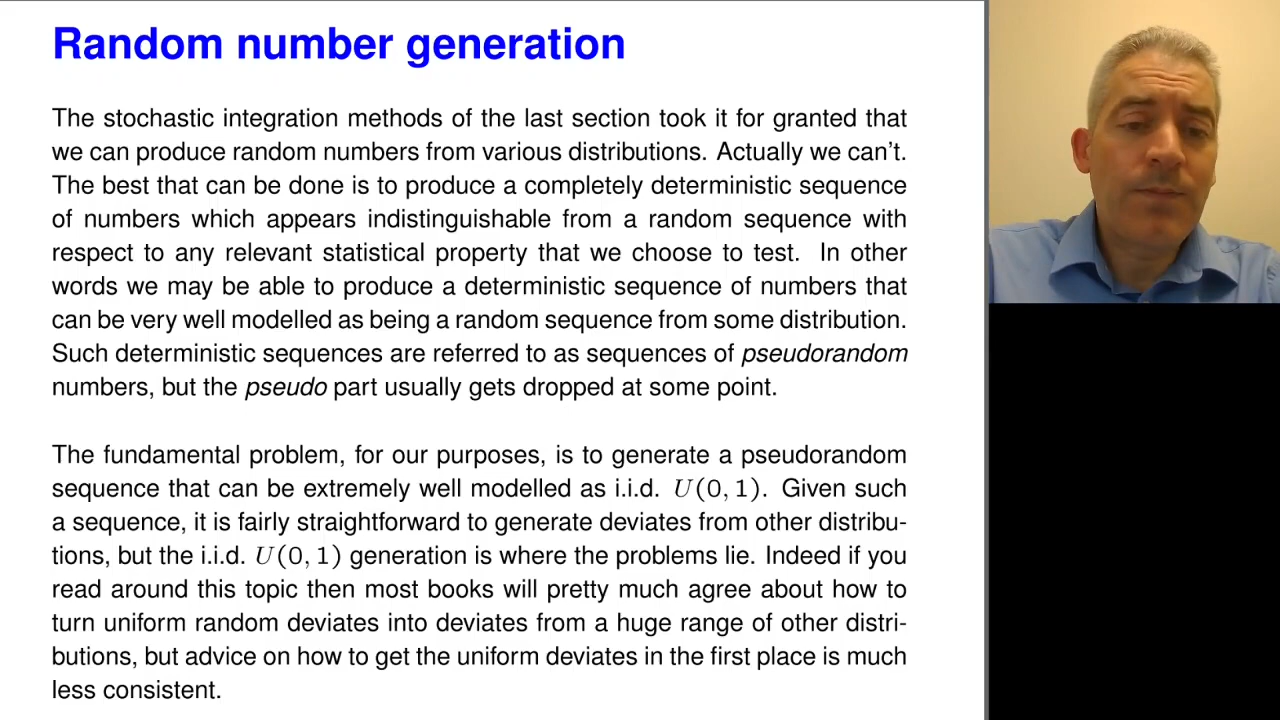 Random number generation
The stochastic integration methods of the last section took it for granted that
we can produce random numbers from various distributions. Actually we can't.
The best that can be done is to produce a completely deterministic sequence
of numbers which appears indistinguishable from a random sequence with
respect to any relevant statistical property that we choose to test. In other
words we may be able to produce a deterministic sequence of numbers that
can be very well modelled as being a random sequence from some distribution.
Such deterministic sequences are referred to as sequences of pseudorandom
numbers, but the pseudo part usually gets dropped at some point.
The fundamental problem, for our purposes, is to generate a pseudorandom
sequence that can be extremely well modelled as i.i.d. U(0, 1). Given such
a sequence, it is fairly straightforward to generate deviates from other distribu-
tions, but the i.i.d. U(0, 1) generation is where the problems lie. Indeed if you
read around this topic then most books will pretty much agree about how to
turn uniform random deviates into deviates from a huge range of other distri-
butions, but advice on how to get the uniform deviates in the first place is much
less consistent.